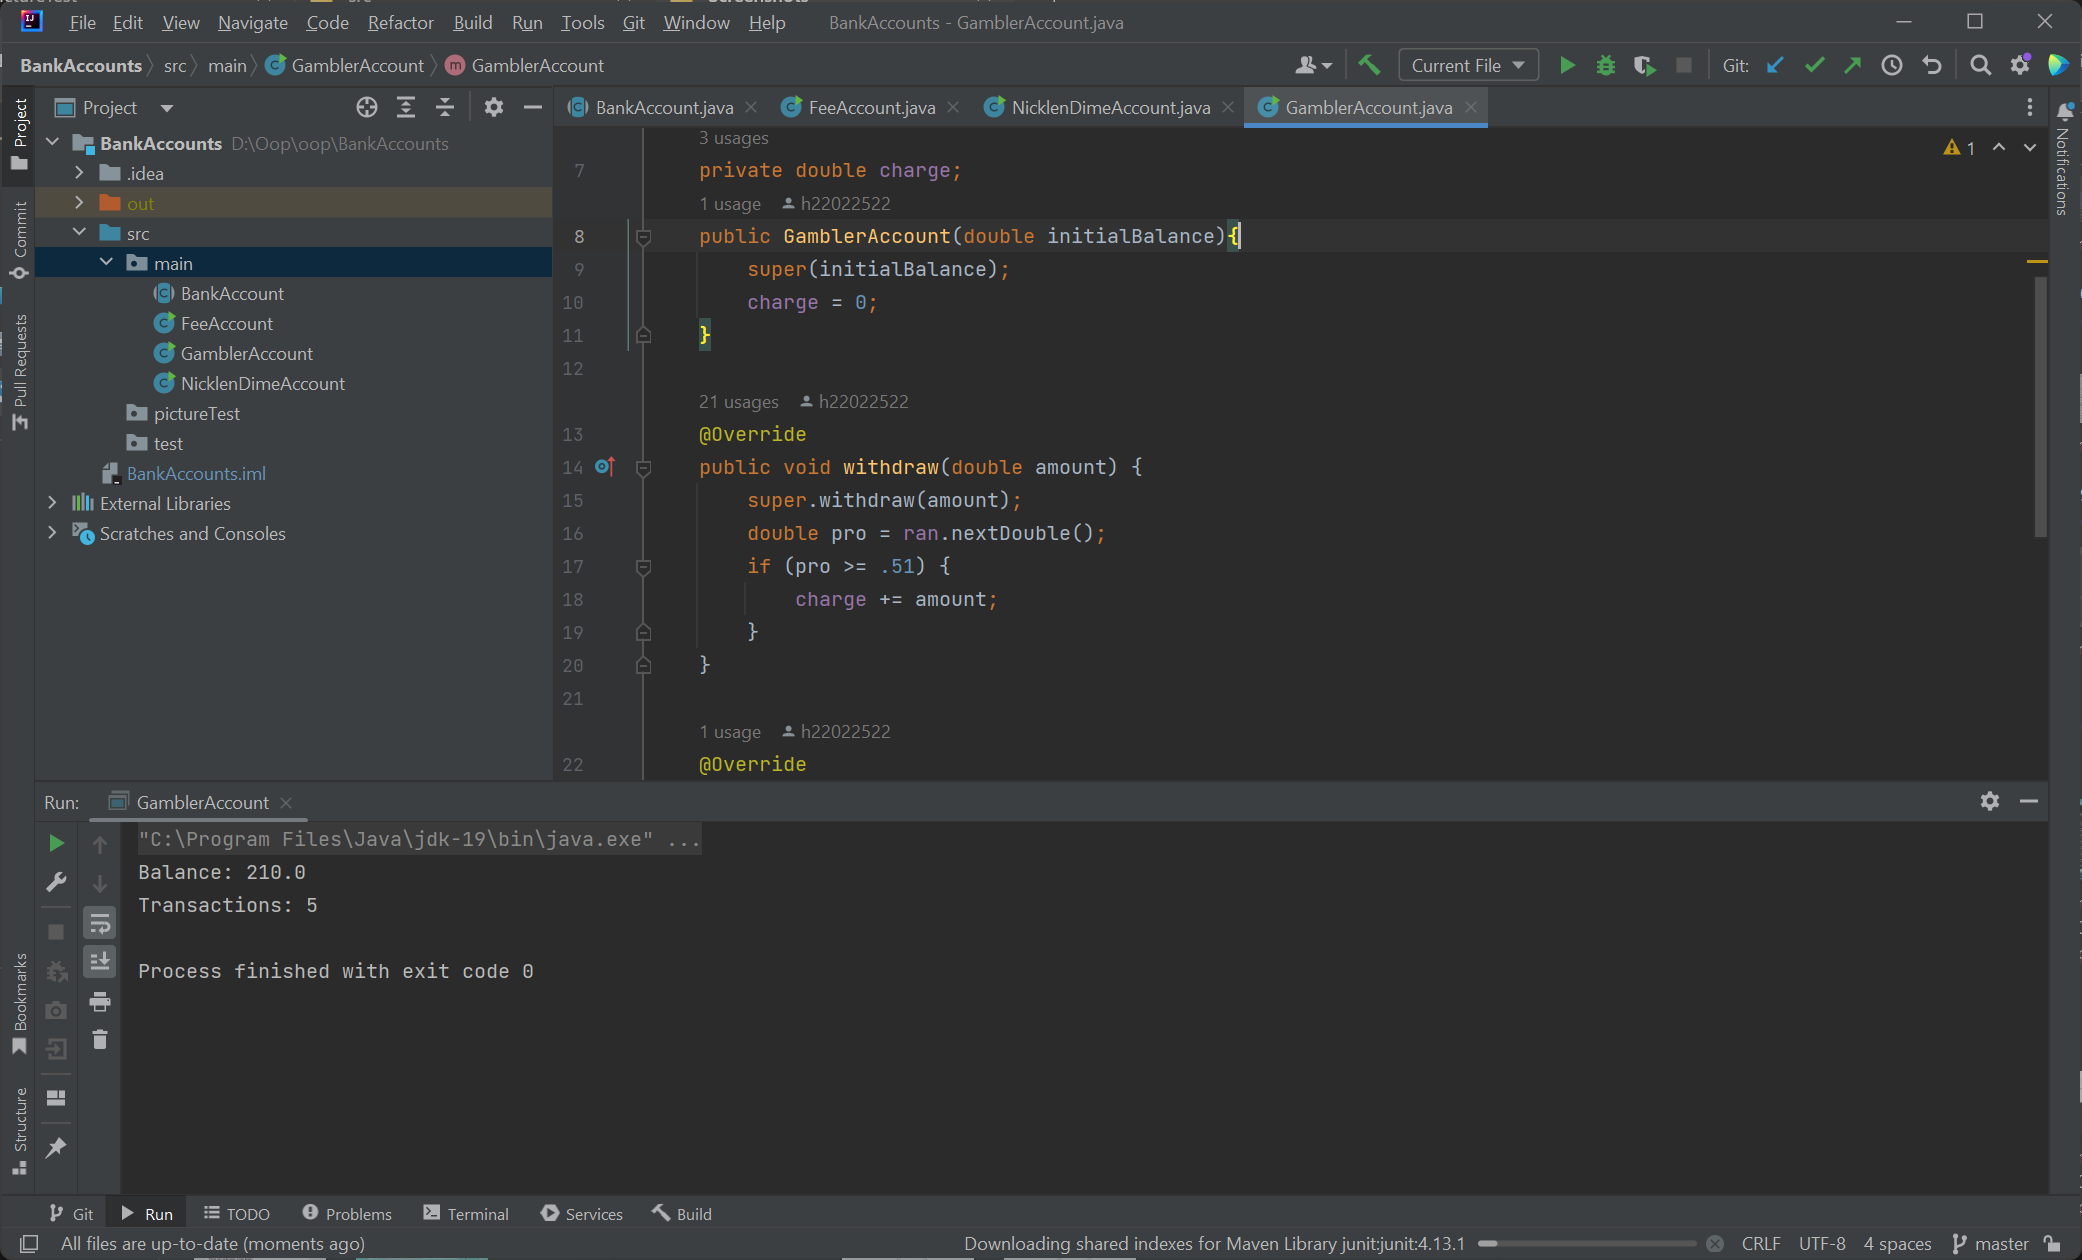 File Edit View Navigate Code Refactor Build Run Tools Git Window Help BankAccounts - GamblerAccount.java
BankAccounts src main GamblerAccount GamblerAccount Current File Git:
Project
BankAccount.java FeeAccount.java NicklenDimeAccount.java GamblerAccount.java
BankAccounts D:\Oop\oop\BankAccounts
.idea
out
src
main
BankAccount
FeeAccount
GamblerAccount
NicklenDimeAccount
pictureTest
test
BankAccounts.iml
External Libraries
Scratches and Consoles
Project
Commit
Pull Requests
Bookmarks
Structure
Notifications
1
3 usages
7 private double charge;
1 usage h22022522
8 public GamblerAccount(double initialBalance){
9 super(initialBalance);
10 charge = 0;
11 }
12
21 usages h22022522
13 @Override
14 public void withdraw(double amount) {
15 super.withdraw(amount);
16 double pro = ran.nextDouble();
17 if (pro >= .51) {
18 charge += amount;
19 }
20 }
21
1 usage h22022522
22 @Override
Run: GamblerAccount
"C:\Program Files\Java\jdk-19\bin\java.exe" ...
Balance: 210.0
Transactions: 5
Process finished with exit code 0
Git Run TODO Problems Terminal Services Build
All files are up-to-date (moments ago) Downloading shared indexes for Maven Library junit:junit:4.13.1 CRLF UTF-8 4 spaces master